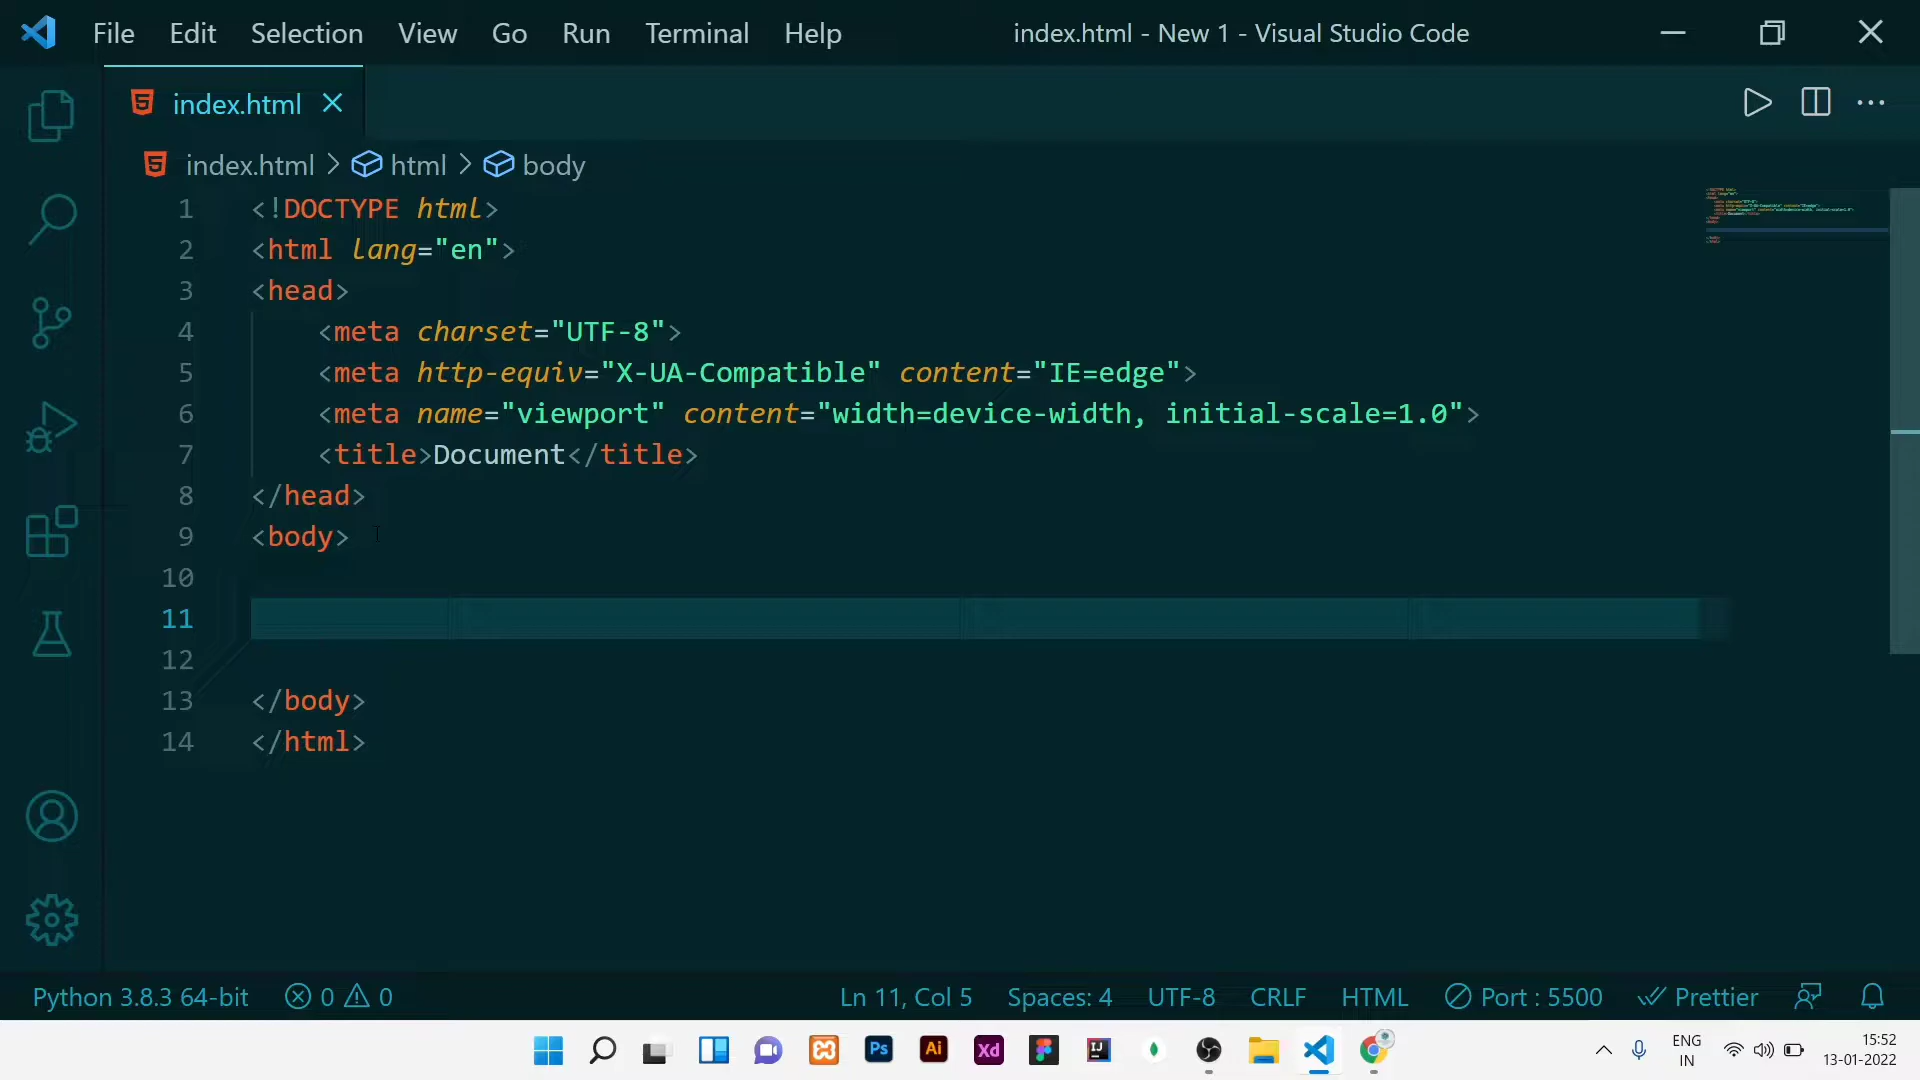 File Edit Selection View Go Run Terminal Help index.html - New 1 - Visual Studio Code
index.html
index.html > html > body
1 <!DOCTYPE html>
2 <html lang="en">
3 <head>
4 <meta charset="UTF-8">
5 <meta http-equiv="X-UA-Compatible" content="IE=edge">
6 <meta name="viewport" content="width=device-width, initial-scale=1.0">
7 <title>Document</title>
8 </head>
9 <body>
10
11
12
13 </body>
14 </html>
Python 3.8.3 64-bit 0 0 Ln 11, Col 5 Spaces: 4 UTF-8 CRLF HTML Port : 5500 Prettier
Ps Ai Xd IJ ENG 15:52
IN 13-01-2022